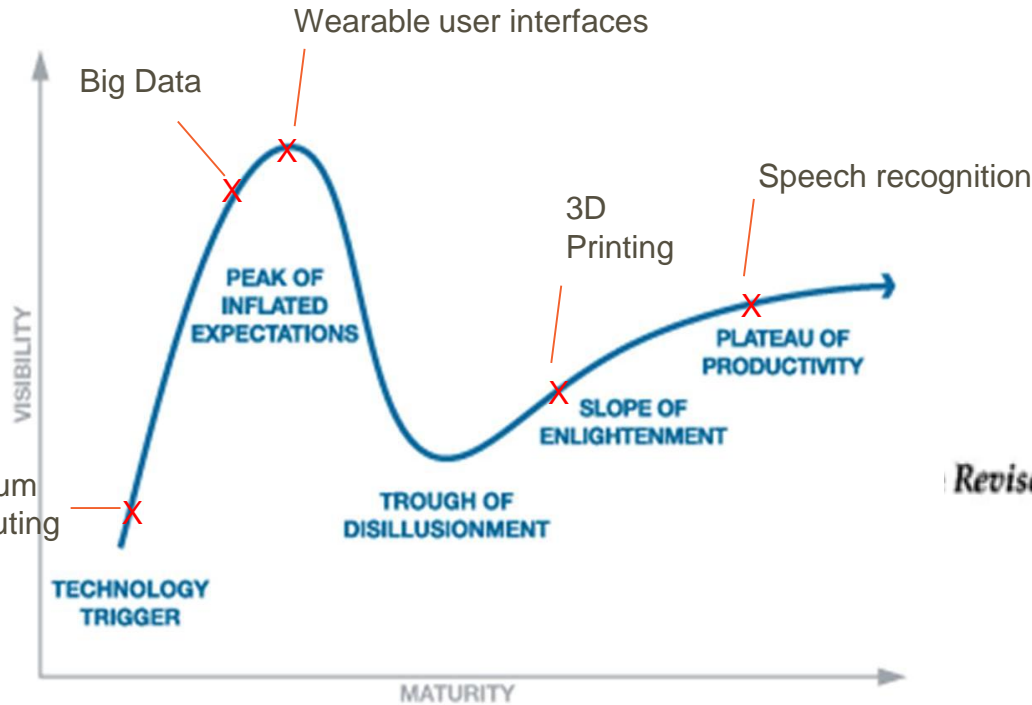 Wearable user interfaces
Big Data
Speech recognition
3D
Printing
PEAK OF
INFLATED
EXPECTATIONS
VISIBILITY
PLATEAU OF
PRODUCTIVITY
SLOPE OF
ENLIGHTENMENT
TROUGH OF
DISILLUSIONMENT
TECHNOLOGY
TRIGGER
MATURITY